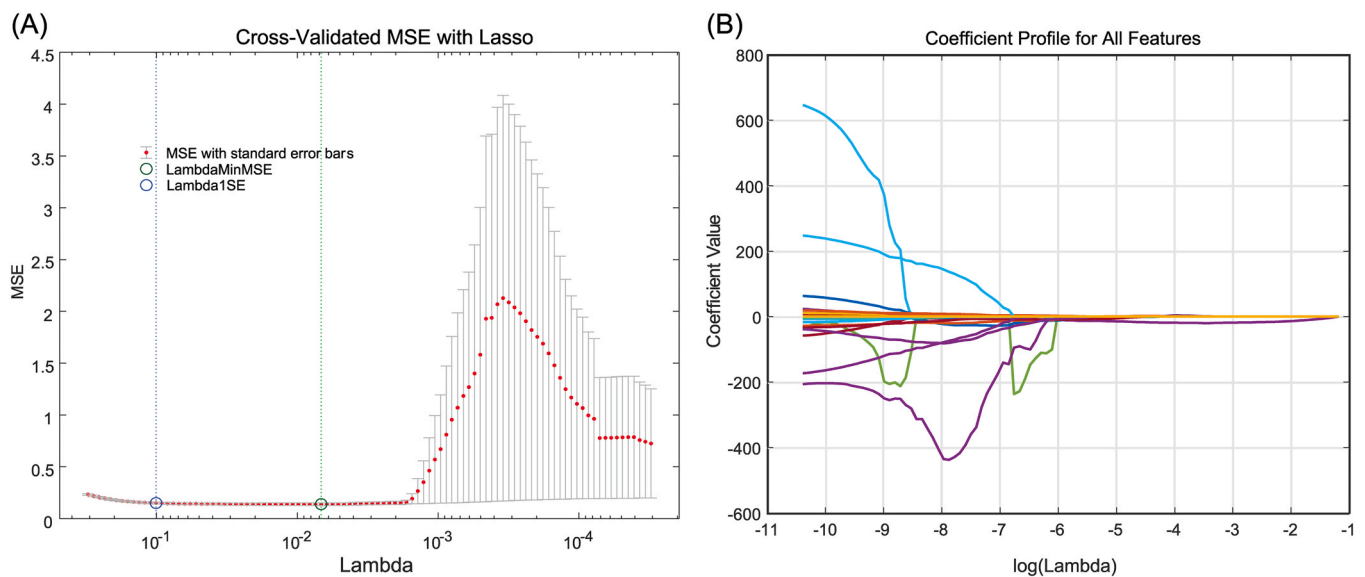 (A)
Cross-Validated MSE with Lasso
4.5
4
3.5
3
2.5
2
1.5
1
0.5
0
MSE
MSE with standard error bars
LambdaMinMSE
Lambda1SE
10-1
10-2
10-3
10-4
Lambda
(B)
Coefficient Profile for All Features
800
600
400
200
0
-200
-400
-600
Coefficient Value
-11 -10 -9 -8 -7 -6 -5 -4 -3 -2 -1
log(Lambda)